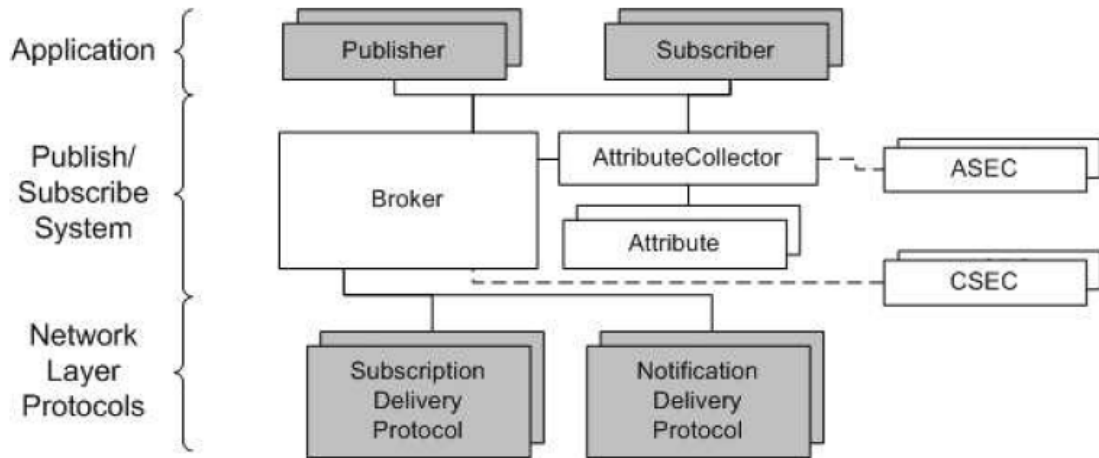 Application
Publisher
Subscriber
Publish/
Subscribe
System
Broker
AttributeCollector
Attribute
ASEC
CSEC
Network
Layer
Protocols
Subscription
Delivery
Protocol
Notification
Delivery
Protocol